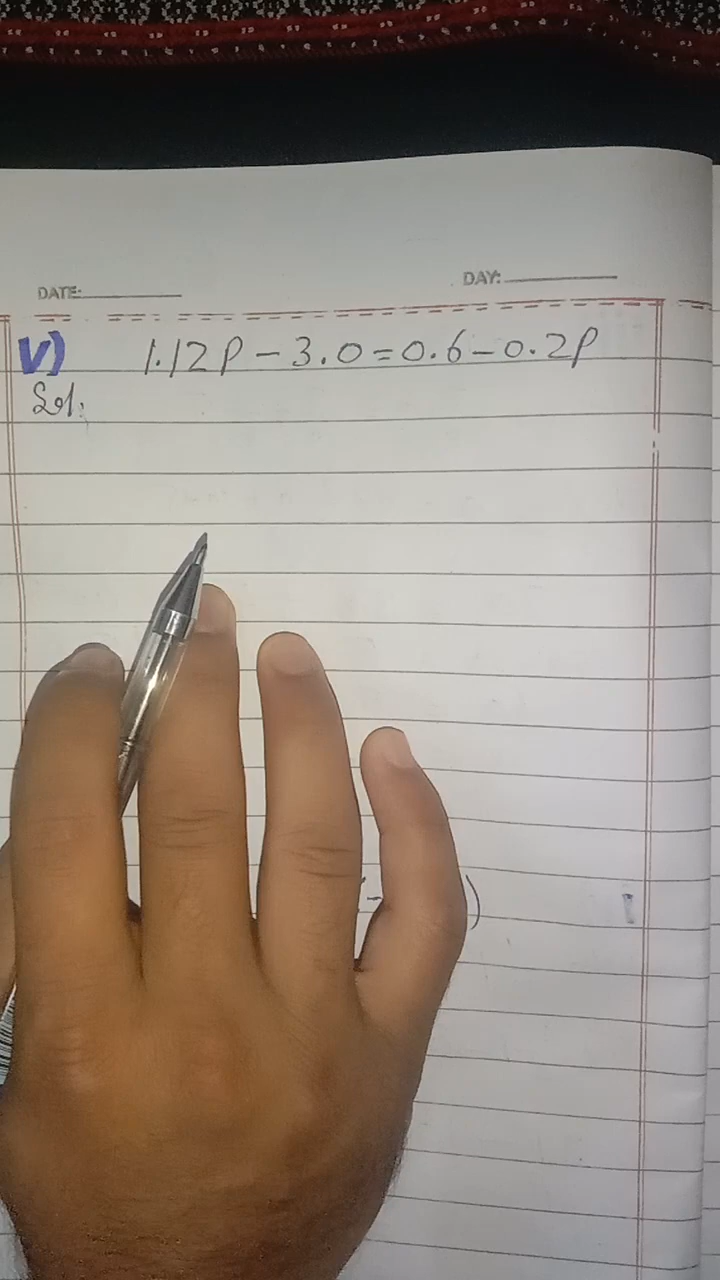 DATE:
DAY:
V) 1.12P - 3.0 = 0.6 - 0.2P
Sol:
(- )